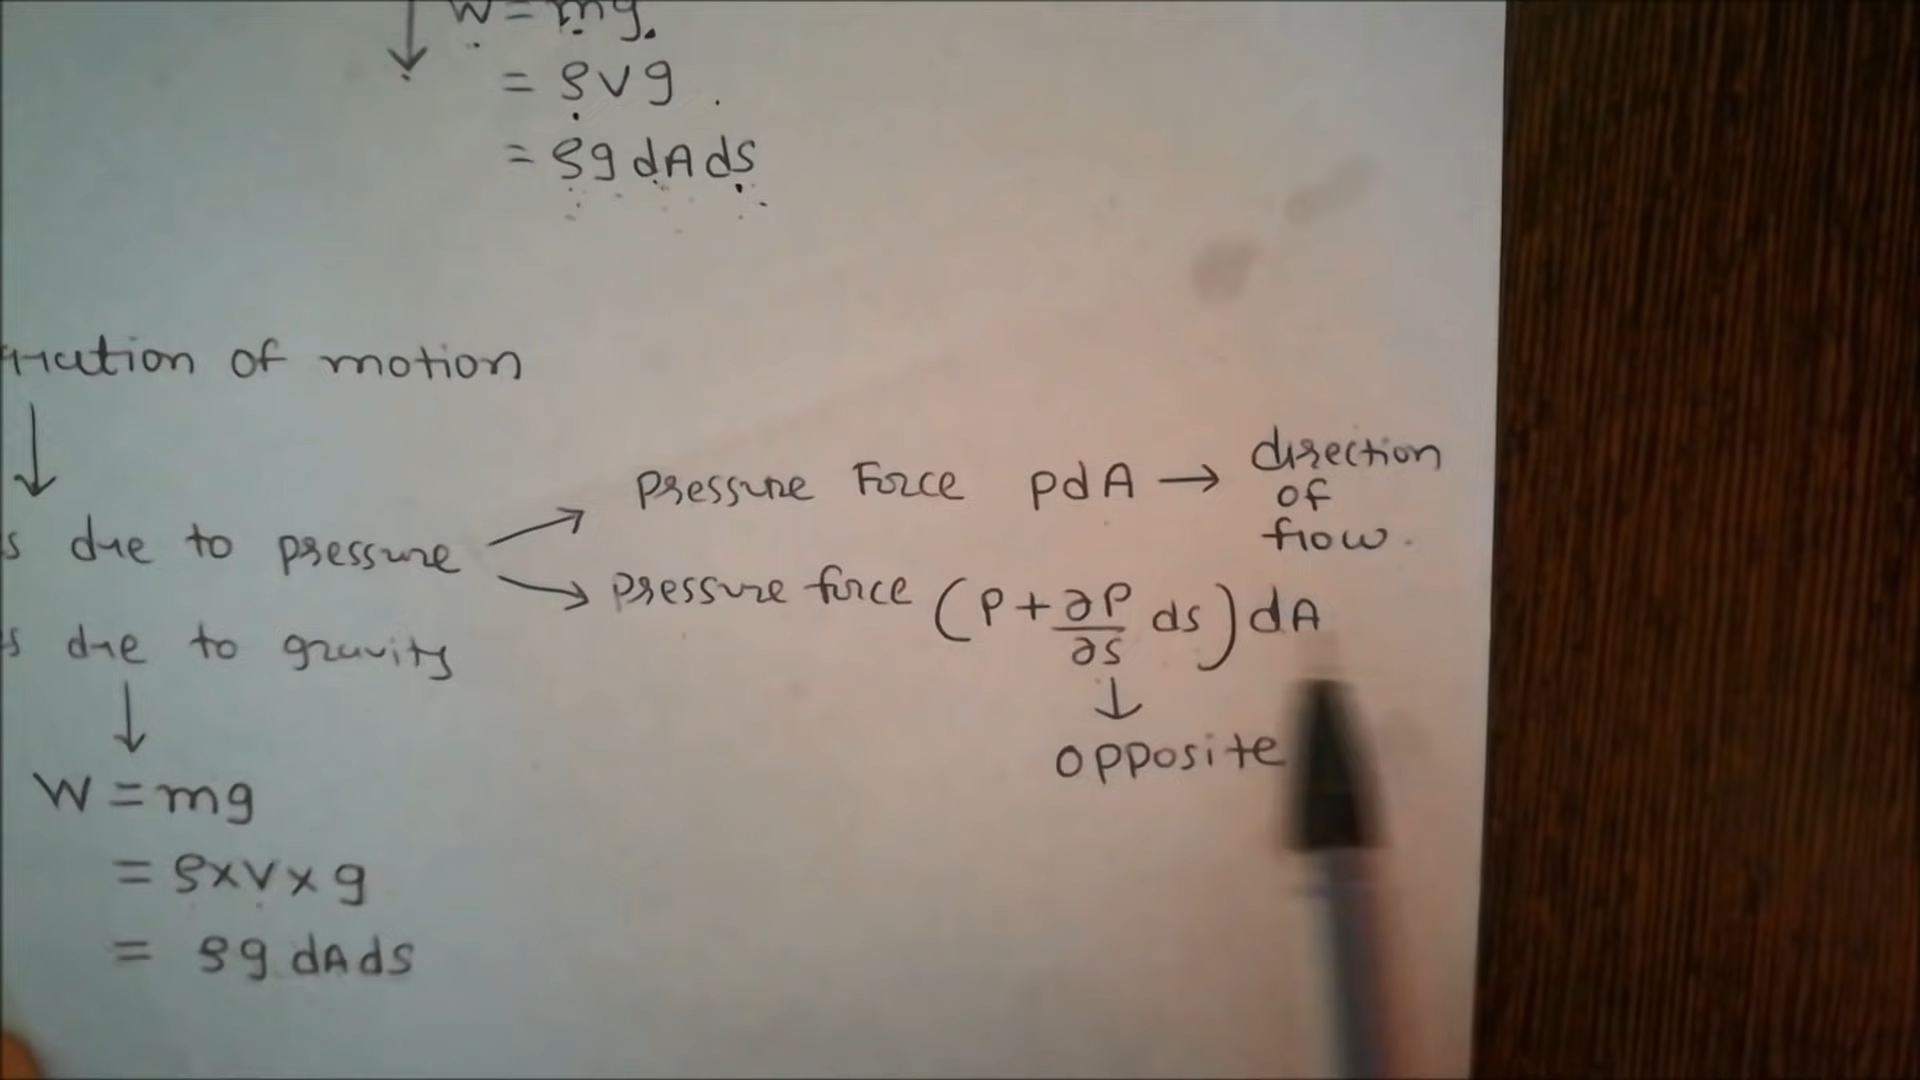 W = mg.
= ρvg.
= ρg dA ds
of motion
direction
Pressure Force pdA →
of
flow.
due to pressure
pressure force (P + ∂P/∂s ds) dA
due to gravity
↓
opposite
W = mg
= ρ×V×g
= ρg dA ds